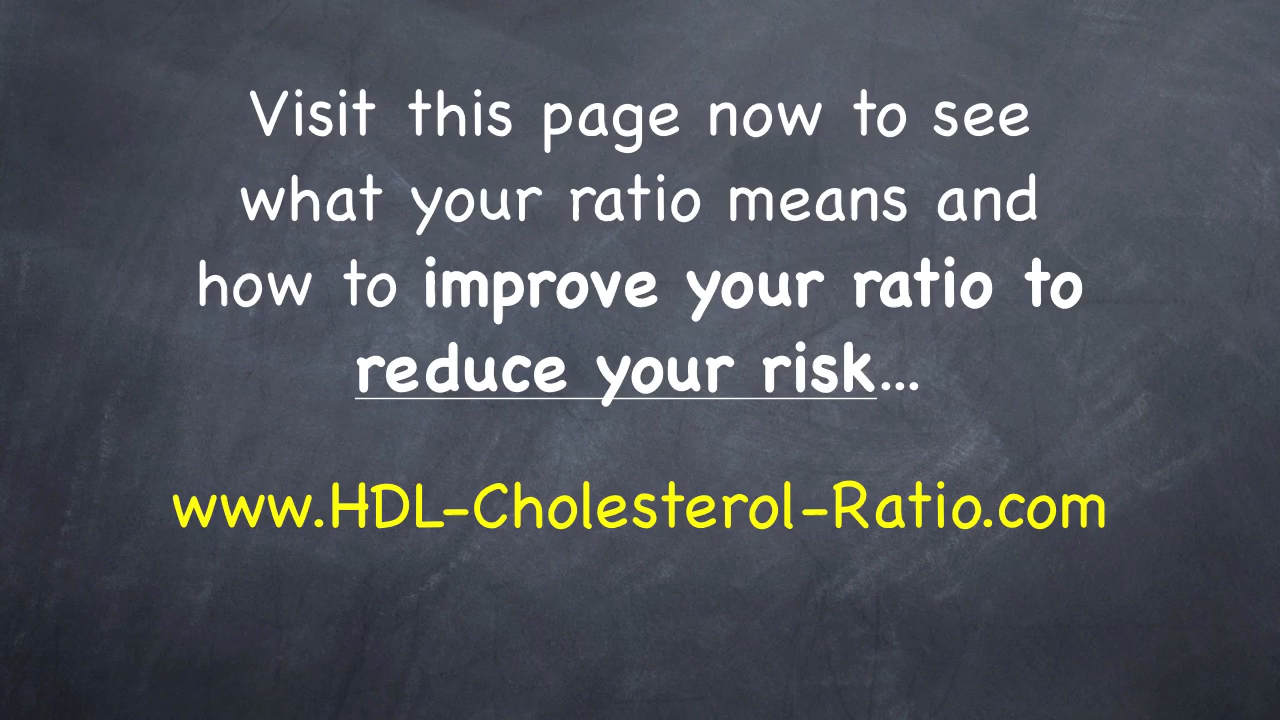 Visit this page now to see
what your ratio means and
how to improve your ratio to
reduce your risk...
www.HDL-Cholesterol-Ratio.com